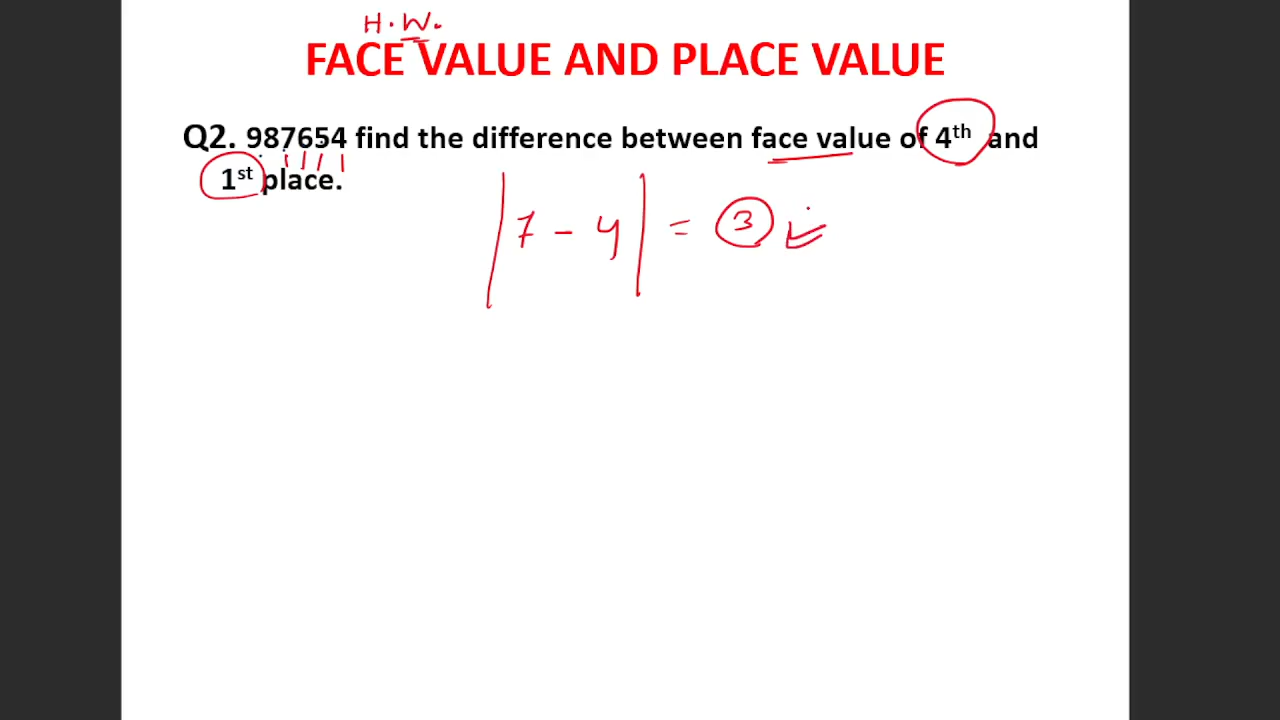 H.W.
FACE VALUE AND PLACE VALUE
Q2. 987654 find the difference between face value of 4th and
1st place.
|7 - 4| = 3